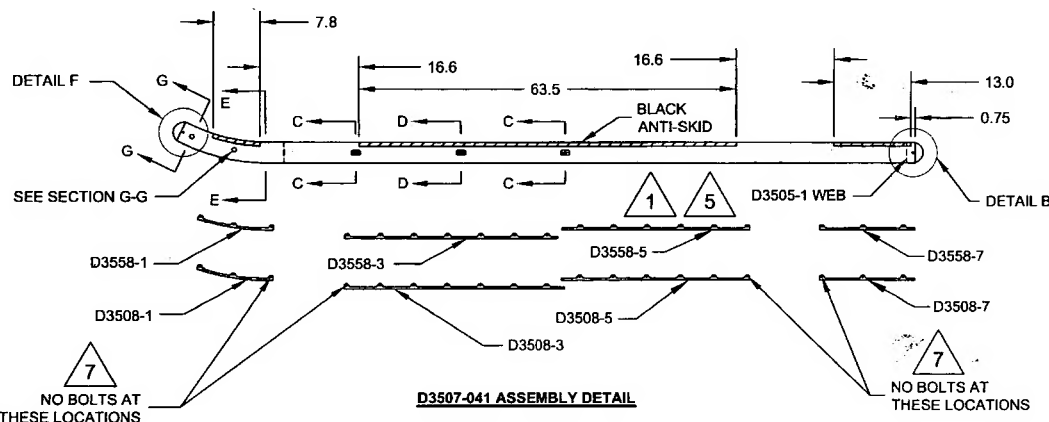 7.8
16.6
16.6
63.5
13.0
0.75
DETAIL F
G
E
C
D
C
BLACK
ANTI-SKID
G
SEE SECTION G-G
E
C
D
C
D3505-1 WEB
DETAIL B
1
5
D3558-1
D3558-3
D3558-5
D3558-7
D3508-1
D3508-3
D3508-5
D3508-7
7
NO BOLTS AT
THESE LOCATIONS
D3507-041 ASSEMBLY DETAIL
7
NO BOLTS AT
THESE LOCATIONS